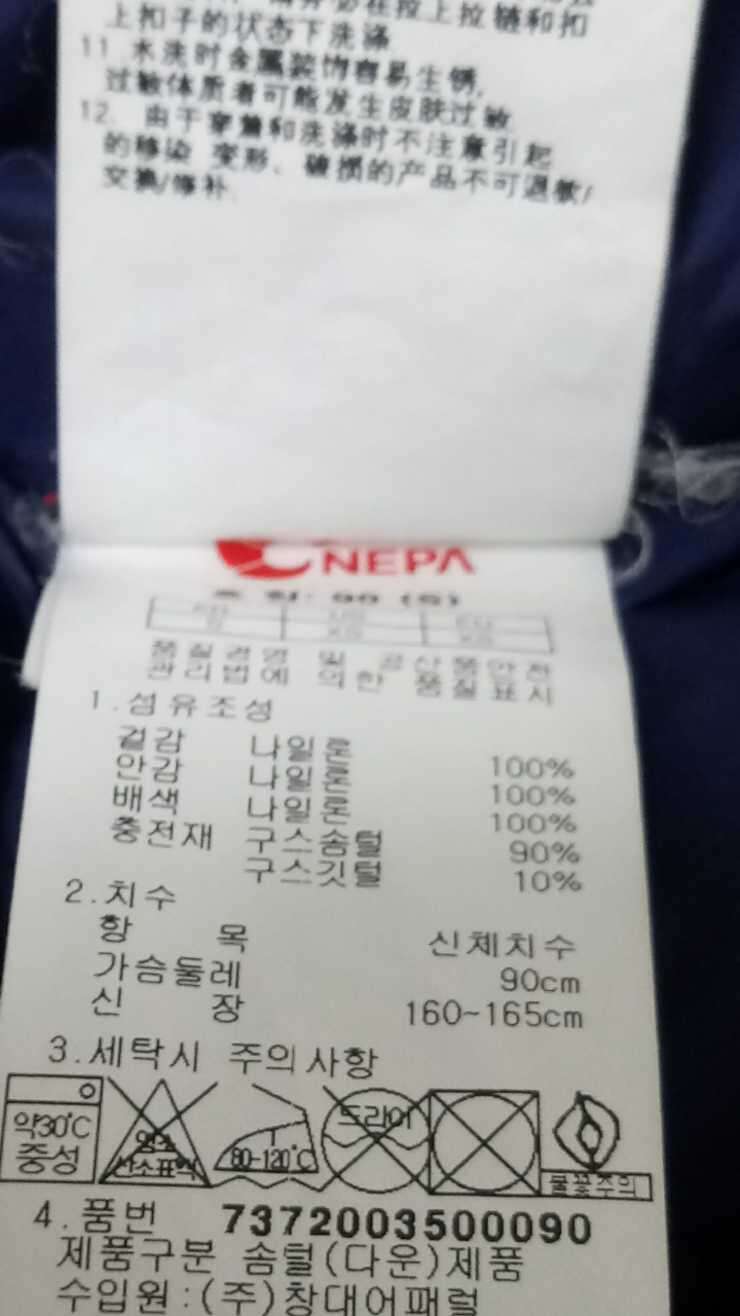 上扣子的状态下洗涤
11 水洗时金属装饰容易生锈,
过敏体质者可能发生皮肤过敏
12. 由于穿着和洗涤时不注意引起
的移染 变形、破损的产品不可退款/
交换/修补.
NEPA
품질경영 및 공산품안전
관리법에 의한 품질표시
1.섬유조성
겉감 나일론 100%
안감 나일론 100%
배색 나일론 100%
충전재 구스솜털 90%
구스깃털 10%
2.치수
항 목 신체치수
가슴둘레 90cm
신 장 160~165cm
3.세탁시 주의사항
약30℃
중성
염소
산소표백
80~120℃
드라이
불꽃주의
4.품번 7372003500090
제품구분 솜털(다운)제품
수입원:(주)창대어패럴